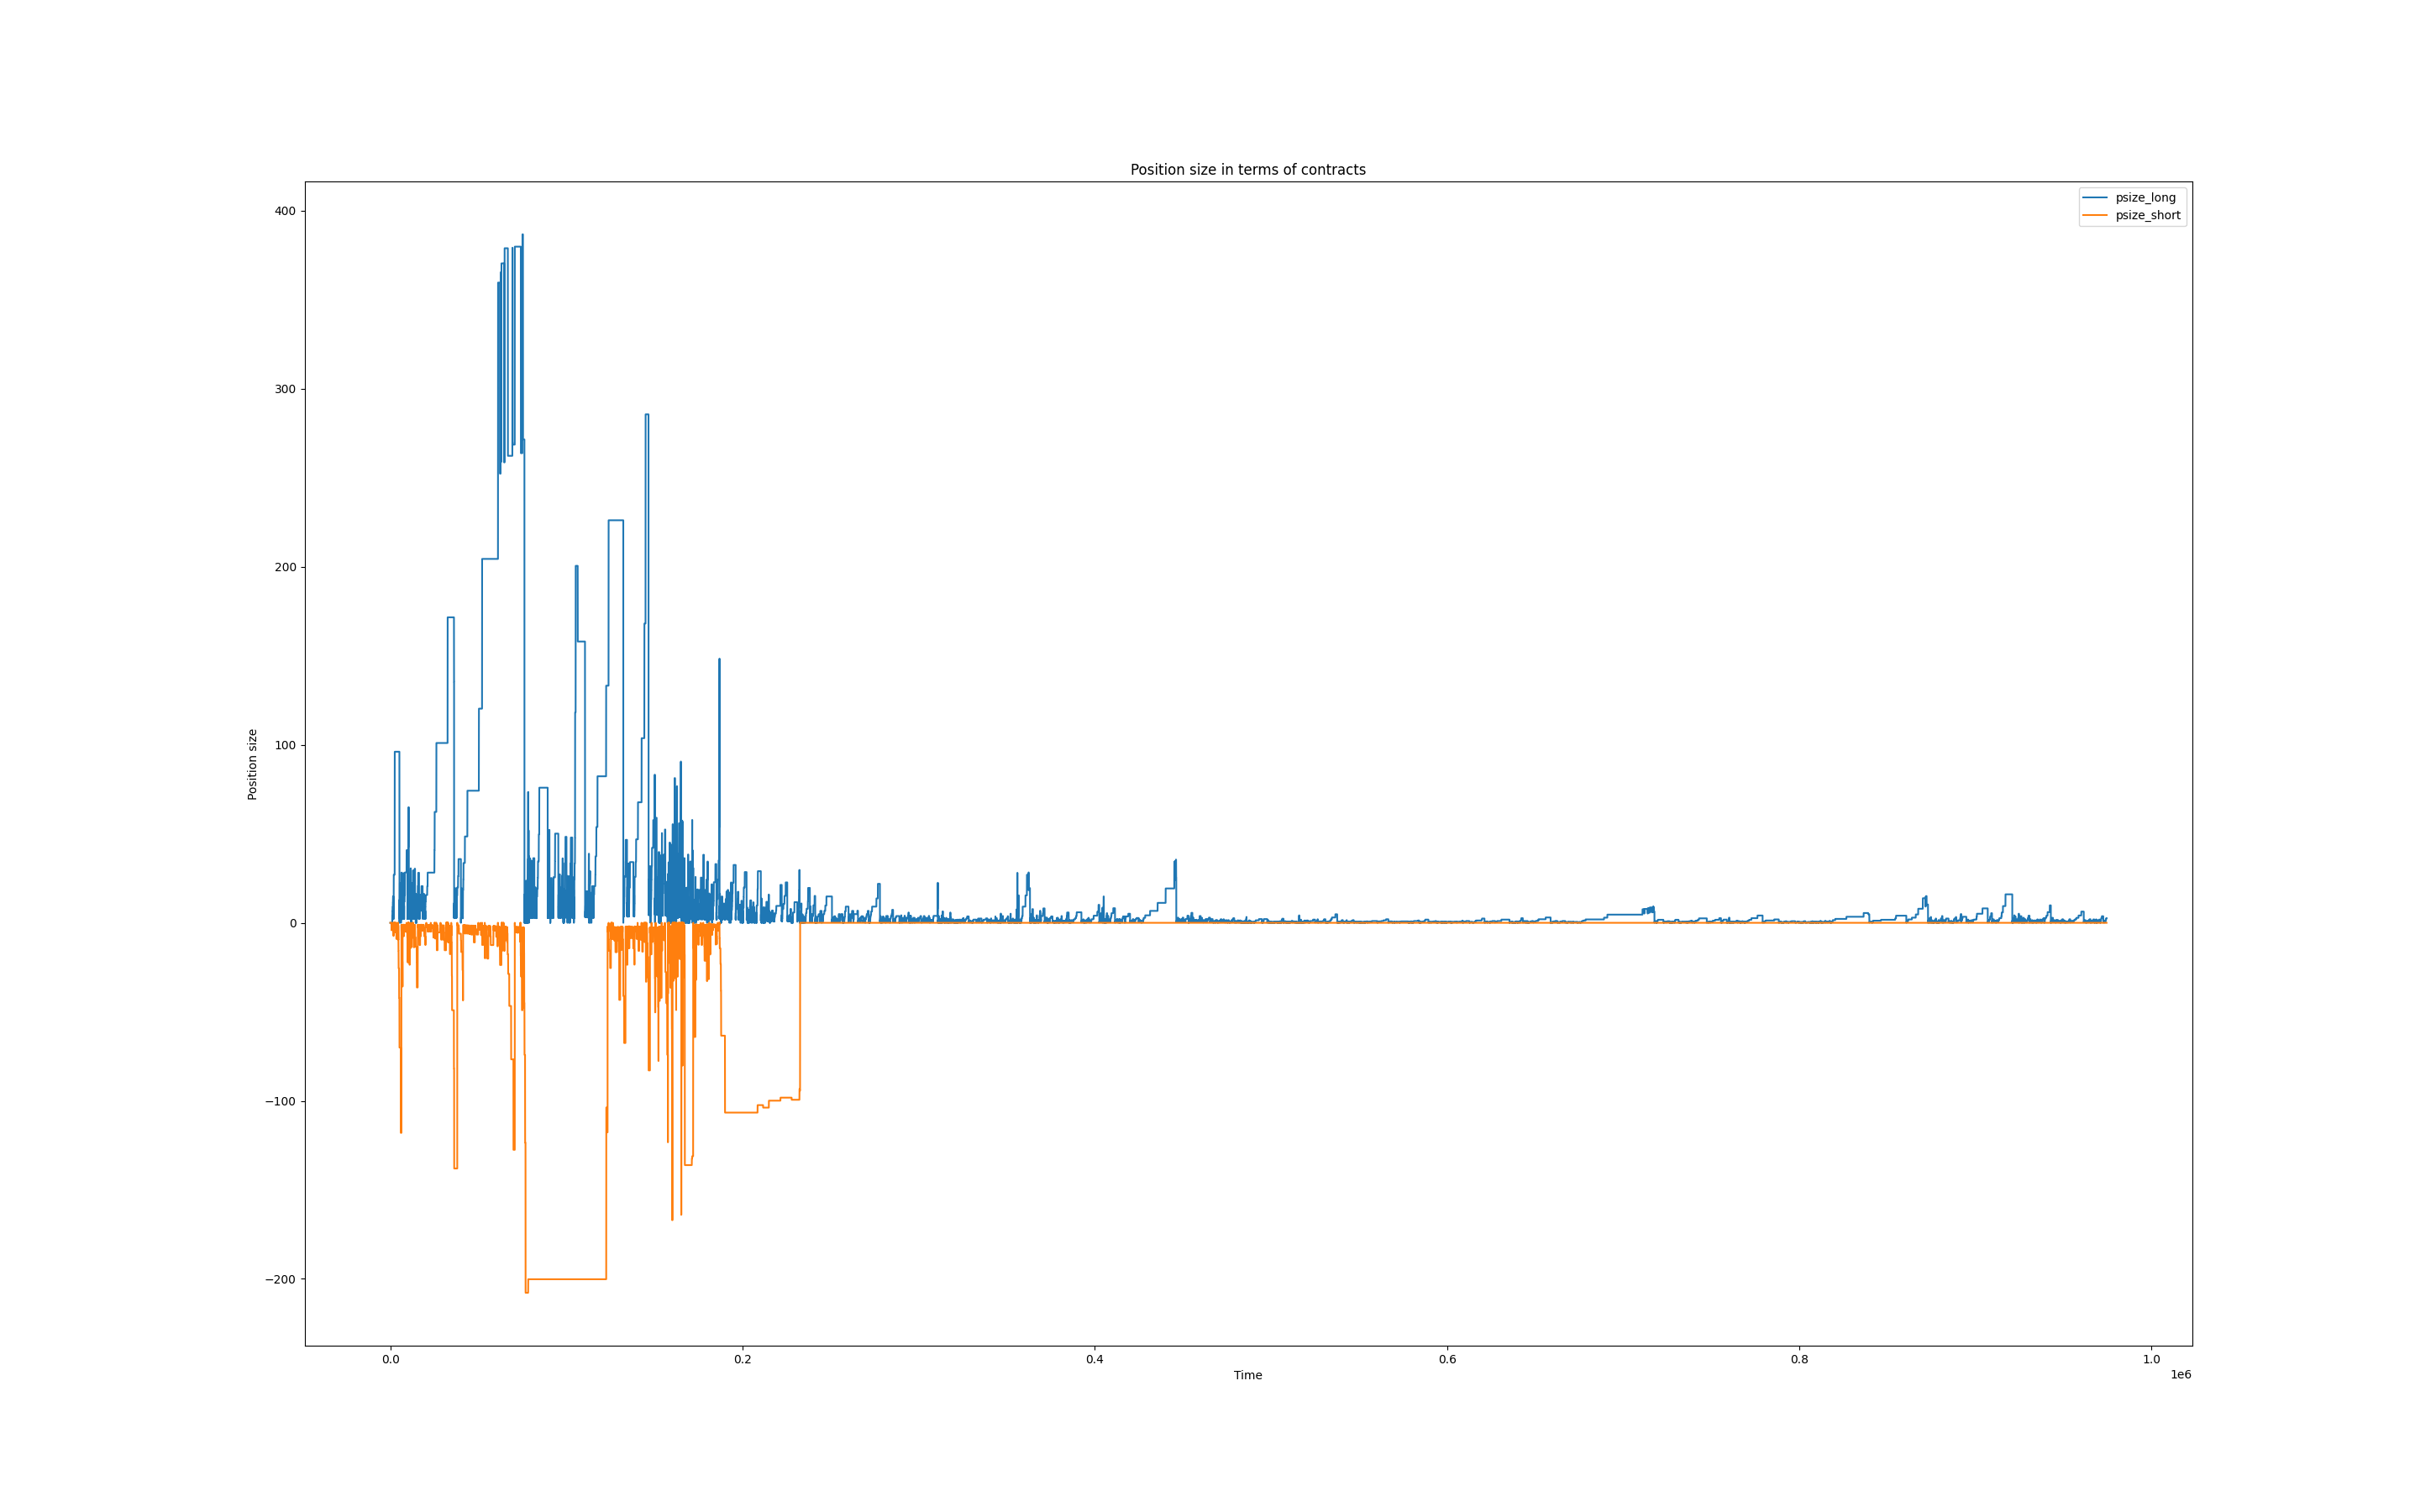 Position size in terms of contracts
psize_long
psize_short
400
300
200
100
0
−100
−200
Position size
0.0 0.2 0.4 0.6 0.8 1.0
1e6
Time